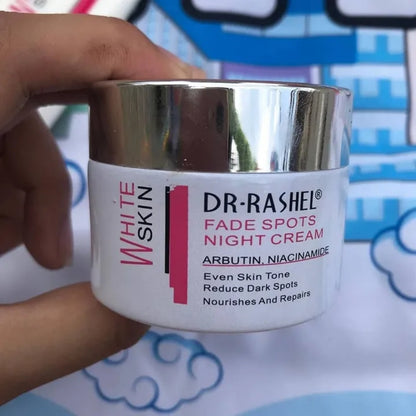 WHITE
SKIN
DR·RASHEL®
FADE SPOTS
NIGHT CREAM
ARBUTIN, NIACINAMIDE
Even Skin Tone
Reduce Dark Spots
Nourishes And Repairs